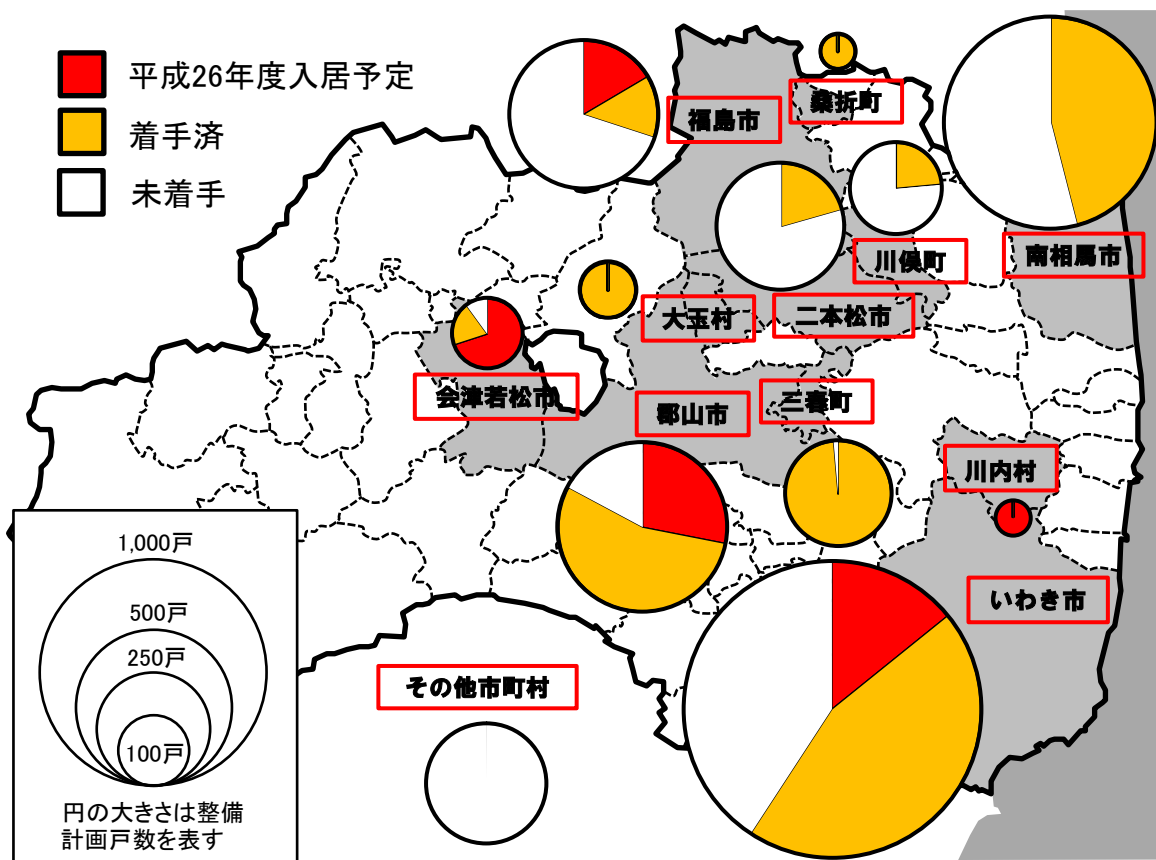 平成26年度入居予定
着手済
未着手
福島市
桑折町
南相馬市
川俣町
二本松市
大玉村
会津若松市
郡山市
三春町
川内村
いわき市
その他市町村
1,000戸
500戸
250戸
100戸
円の大きさは整備
計画戸数を表す